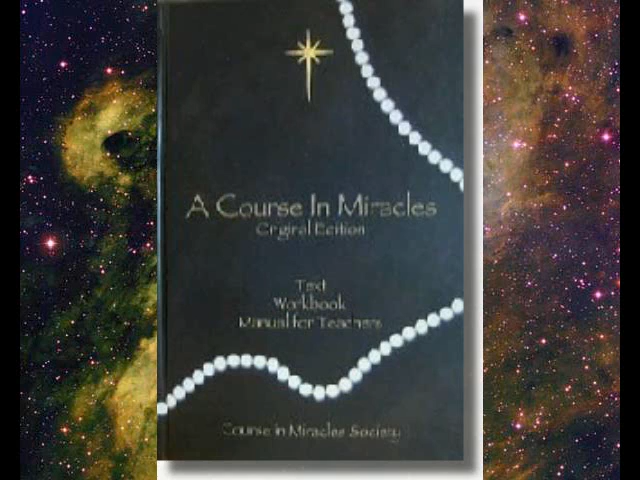 A Course In Miracles
Original Edition
Text
Workbook
Manual for Teachers
Course in Miracles Society